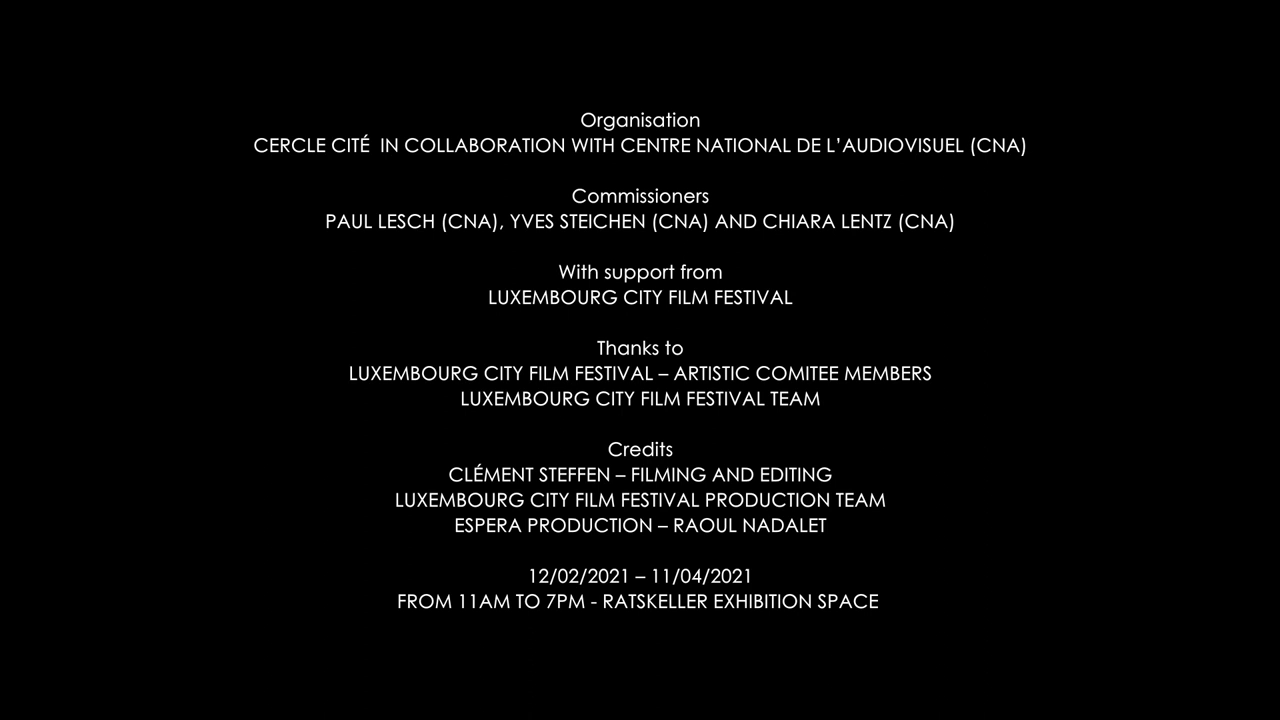 Organisation
CERCLE CITÉ  IN COLLABORATION WITH CENTRE NATIONAL DE L’AUDIOVISUEL (CNA)
Commissioners
PAUL LESCH (CNA), YVES STEICHEN (CNA) AND CHIARA LENTZ (CNA)
With support from
LUXEMBOURG CITY FILM FESTIVAL
Thanks to
LUXEMBOURG CITY FILM FESTIVAL – ARTISTIC COMITEE MEMBERS
LUXEMBOURG CITY FILM FESTIVAL TEAM
Credits
CLÉMENT STEFFEN – FILMING AND EDITING
LUXEMBOURG CITY FILM FESTIVAL PRODUCTION TEAM
ESPERA PRODUCTION – RAOUL NADALET
12/02/2021 – 11/04/2021
FROM 11AM TO 7PM - RATSKELLER EXHIBITION SPACE